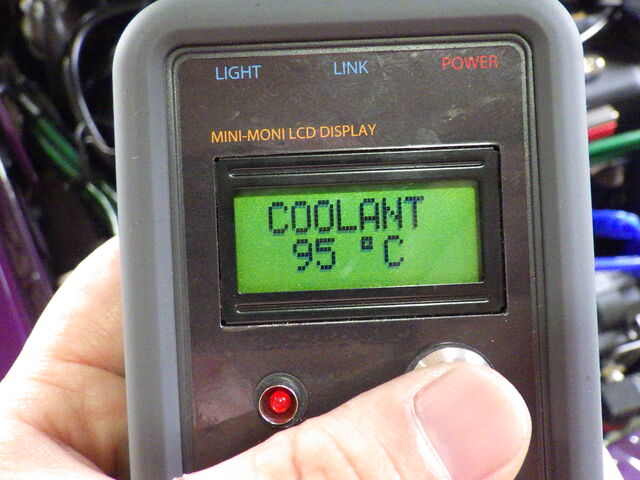 LIGHT LINK POWER
MINI-MONI LCD DISPLAY
COOLANT
95 °C